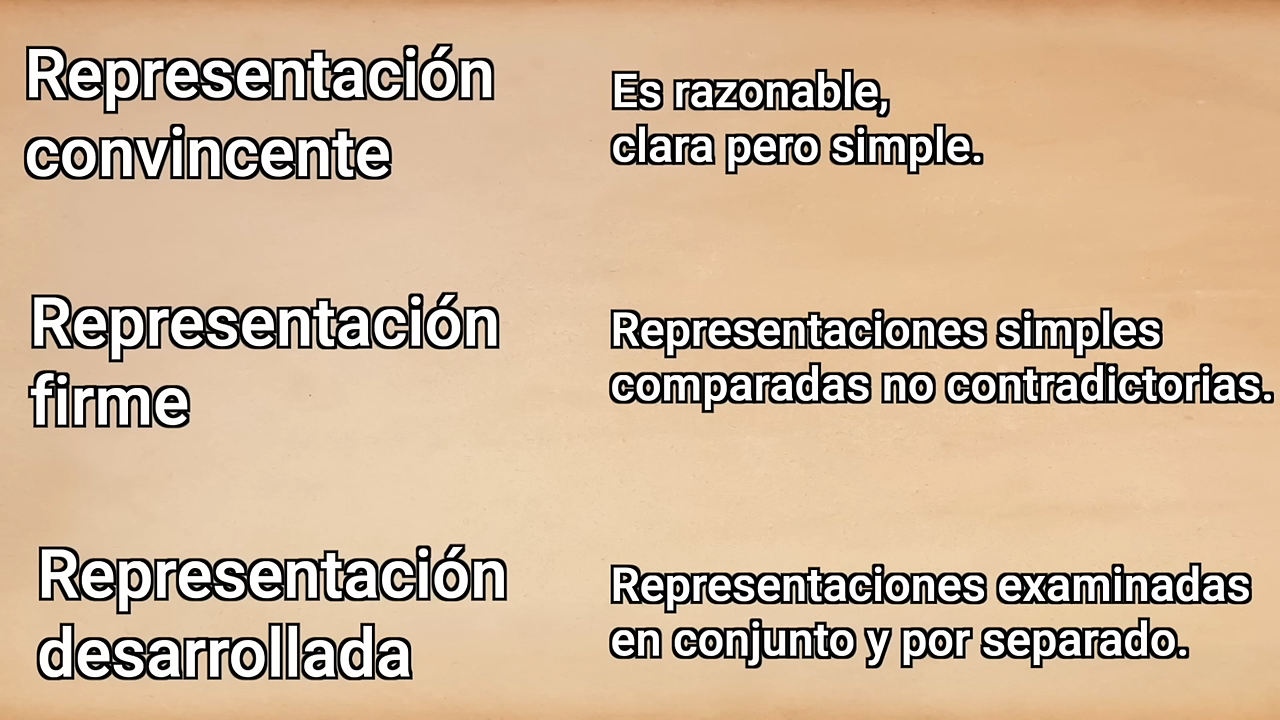 Representación
convincente
Es razonable,
clara pero simple.
Representación
firme
Representaciones simples
comparadas no contradictorias.
Representación
desarrollada
Representaciones examinadas
en conjunto y por separado.